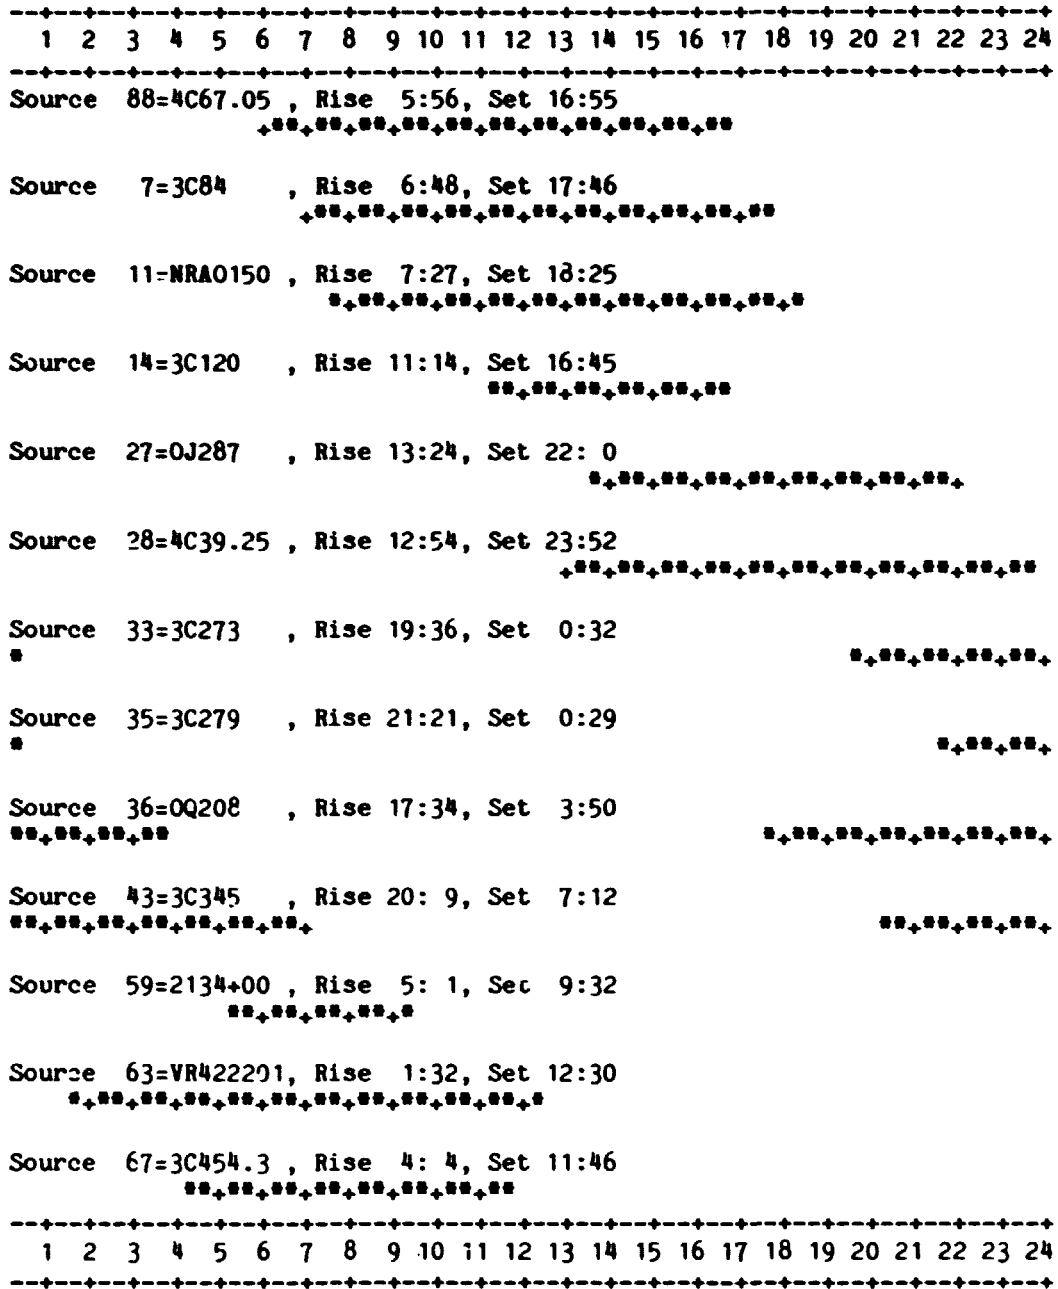 --+--+--+--+--+--+--+--+--+--+--+--+--+--+--+--+--+--+--+--+--+--+--+--+
  1  2  3  4  5  6  7  8  9 10 11 12 13 14 15 16 17 18 19 20 21 22 23 24
--+--+--+--+--+--+--+--+--+--+--+--+--+--+--+--+--+--+--+--+--+--+--+--+
Source  88=4C67.05 , Rise  5:56, Set 16:55
                 +**+**+**+**+**+**+**+**+**+**+**
Source   7=3C84    , Rise  6:48, Set 17:46
                    +**+**+**+**+**+**+**+**+**+**+**
Source  11=NRAO150 , Rise  7:27, Set 18:25
                      *+**+**+**+**+**+**+**+**+**+**+*
Source  14=3C120   , Rise 11:14, Set 16:45
                                 **+**+**+**+**+**
Source  27=OJ287   , Rise 13:24, Set 22: 0
                                        *+**+**+**+**+**+**+**+**+
Source  28=4C39.25 , Rise 12:54, Set 23:52
                                      +**+**+**+**+**+**+**+**+**+**+**
Source  33=3C273   , Rise 19:36, Set  0:32
*                                                         *+**+**+**+**+
Source  35=3C279   , Rise 21:21, Set  0:29
*                                                               *+**+**+
Source  36=OQ208   , Rise 17:34, Set  3:50
**+**+**+**                                         *+**+**+**+**+**+**+
Source  43=3C345   , Rise 20: 9, Set  7:12
**+**+**+**+**+**+**+                                       **+**+**+**+
Source  59=2134+00 , Rise  5: 1, Set  9:32
               **+**+**+**+*
Source  63=VR422201, Rise  1:32, Set 12:30
    *+**+**+**+**+**+**+**+**+**+**+*
Source  67=3C454.3 , Rise  4: 4, Set 11:46
            **+**+**+**+**+**+**+**
--+--+--+--+--+--+--+--+--+--+--+--+--+--+--+--+--+--+--+--+--+--+--+--+
  1  2  3  4  5  6  7  8  9 10 11 12 13 14 15 16 17 18 19 20 21 22 23 24
--+--+--+--+--+--+--+--+--+--+--+--+--+--+--+--+--+--+--+--+--+--+--+--+